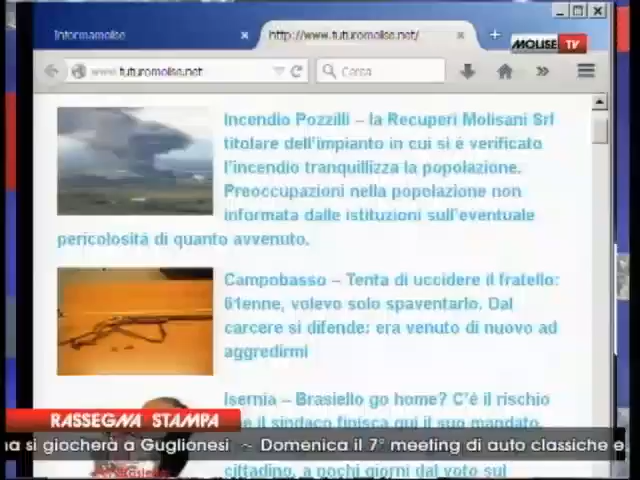 Informamolise
http://www.futuromolise.net/
MOLISE TV
www.futuromolise.net
Cerca
Incendio Pozzilli – la Recuperi Molisani Srl
titolare dell'impianto in cui si è verificato
l'incendio tranquillizza la popolazione.
Preoccupazioni nella popolazione non
informata dalle istituzioni sull'eventuale
pericolosità di quanto avvenuto.
Campobasso – Tenta di uccidere il fratello:
61enne, volevo solo spaventarlo. Dal
carcere si difende: era venuto di nuovo ad
aggredirmi
Isernia – Brasiello go home? C'è il rischio
che il sindaco finisca qui il suo mandato.
RASSEGNA STAMPA
na si giocherà a Guglionesi ~ Domenica il 7° meeting di auto classiche e
cittadino, a pochi giorni dal voto sul